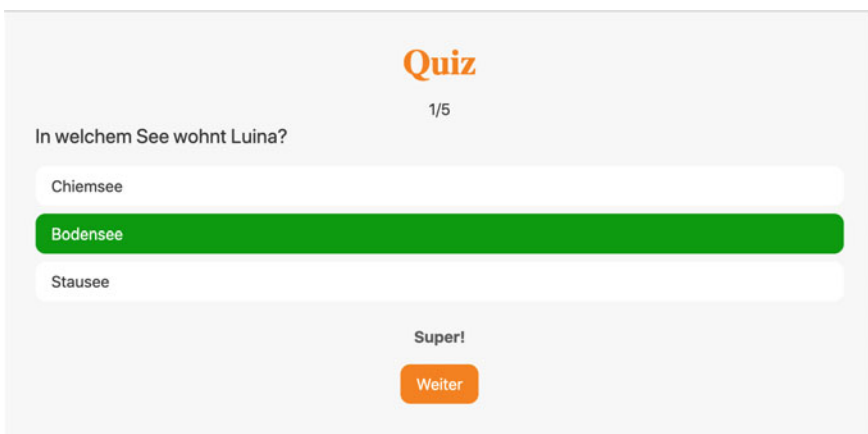 Quiz
1/5
In welchem See wohnt Luina?
Chiemsee
Bodensee
Stausee
Super!
Weiter